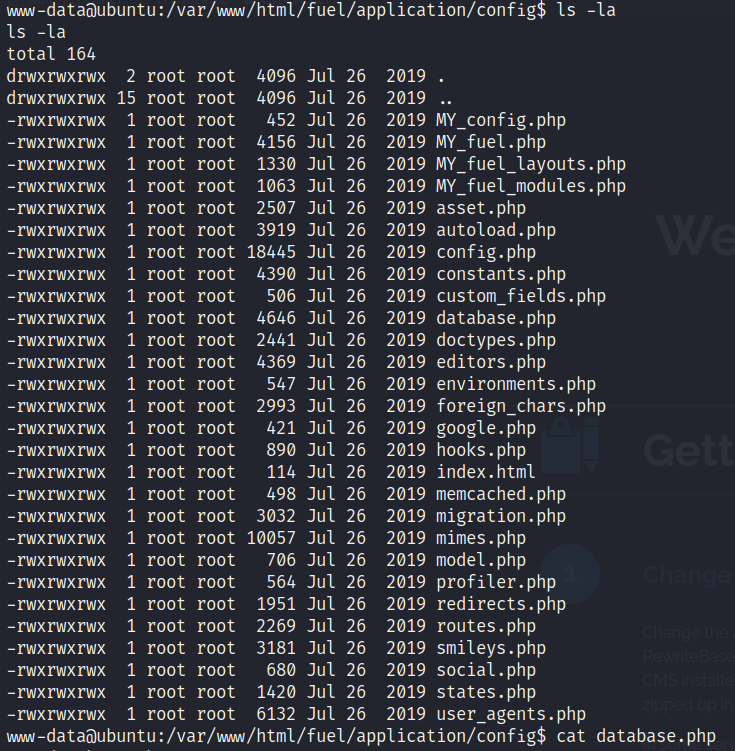 www-data@ubuntu:/var/www/html/fuel/application/config$ ls -la
ls -la
total 164
drwxrwxrwx  2 root root  4096 Jul 26  2019 .
drwxrwxrwx 15 root root  4096 Jul 26  2019 ..
-rwxrwxrwx  1 root root   452 Jul 26  2019 MY_config.php
-rwxrwxrwx  1 root root  4156 Jul 26  2019 MY_fuel.php
-rwxrwxrwx  1 root root  1330 Jul 26  2019 MY_fuel_layouts.php
-rwxrwxrwx  1 root root  1063 Jul 26  2019 MY_fuel_modules.php
-rwxrwxrwx  1 root root  2507 Jul 26  2019 asset.php
-rwxrwxrwx  1 root root  3919 Jul 26  2019 autoload.php
-rwxrwxrwx  1 root root 18445 Jul 26  2019 config.php
-rwxrwxrwx  1 root root  4390 Jul 26  2019 constants.php
-rwxrwxrwx  1 root root   506 Jul 26  2019 custom_fields.php
-rwxrwxrwx  1 root root  4646 Jul 26  2019 database.php
-rwxrwxrwx  1 root root  2441 Jul 26  2019 doctypes.php
-rwxrwxrwx  1 root root  4369 Jul 26  2019 editors.php
-rwxrwxrwx  1 root root   547 Jul 26  2019 environments.php
-rwxrwxrwx  1 root root  2993 Jul 26  2019 foreign_chars.php
-rwxrwxrwx  1 root root   421 Jul 26  2019 google.php
-rwxrwxrwx  1 root root   890 Jul 26  2019 hooks.php
-rwxrwxrwx  1 root root   114 Jul 26  2019 index.html
-rwxrwxrwx  1 root root   498 Jul 26  2019 memcached.php
-rwxrwxrwx  1 root root  3032 Jul 26  2019 migration.php
-rwxrwxrwx  1 root root 10057 Jul 26  2019 mimes.php
-rwxrwxrwx  1 root root   706 Jul 26  2019 model.php
-rwxrwxrwx  1 root root   564 Jul 26  2019 profiler.php
-rwxrwxrwx  1 root root  1951 Jul 26  2019 redirects.php
-rwxrwxrwx  1 root root  2269 Jul 26  2019 routes.php
-rwxrwxrwx  1 root root  3181 Jul 26  2019 smileys.php
-rwxrwxrwx  1 root root   680 Jul 26  2019 social.php
-rwxrwxrwx  1 root root  1420 Jul 26  2019 states.php
-rwxrwxrwx  1 root root  6132 Jul 26  2019 user_agents.php
www-data@ubuntu:/var/www/html/fuel/application/config$ cat database.php
We
Gett
1
Change
Change the
RewriteBase
CMS installe
zipped up in